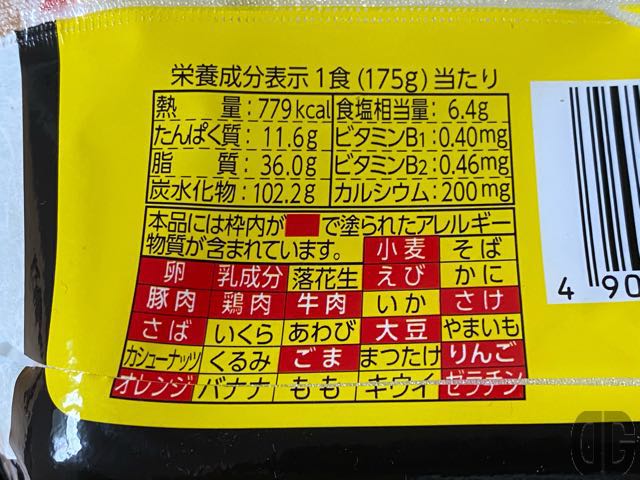 栄養成分表示1食(175g)当たり
熱量:779kcal 食塩相当量:6.4g
たんぱく質:11.6g ビタミンB1:0.40mg
脂質:36.0g ビタミンB2:0.46mg
炭水化物:102.2g カルシウム:200mg
本品には枠内が で塗られたアレルギー
物質が含まれています。 小麦 そば
卵 乳成分 落花生 えび かに
豚肉 鶏肉 牛肉 いか さけ
さば いくら あわび 大豆 やまいも
カシューナッツ くるみ ごま まつたけ りんご
オレンジ バナナ もも キウイ ゼラチン
4 90